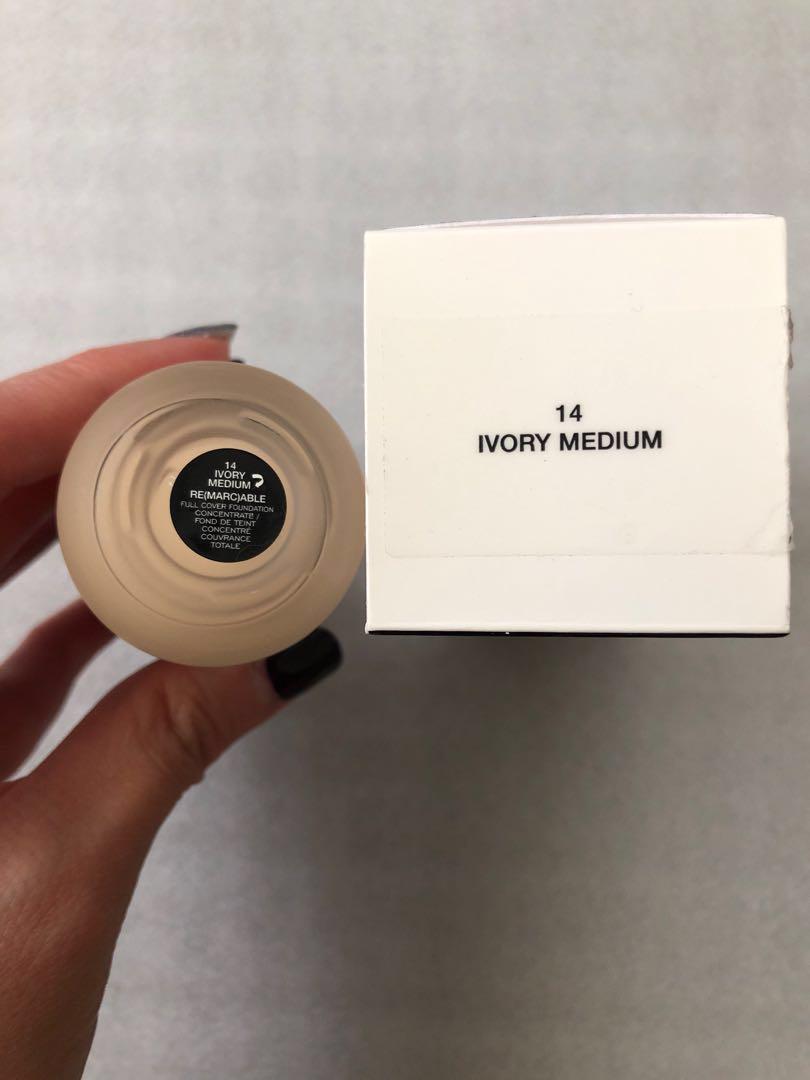 14
IVORY
MEDIUM
RE(MARC)ABLE
FULL COVER FOUNDATION
CONCENTRATE /
FOND DE TEINT
CONCENTRÉ
COUVRANCE
TOTALE
14
IVORY MEDIUM